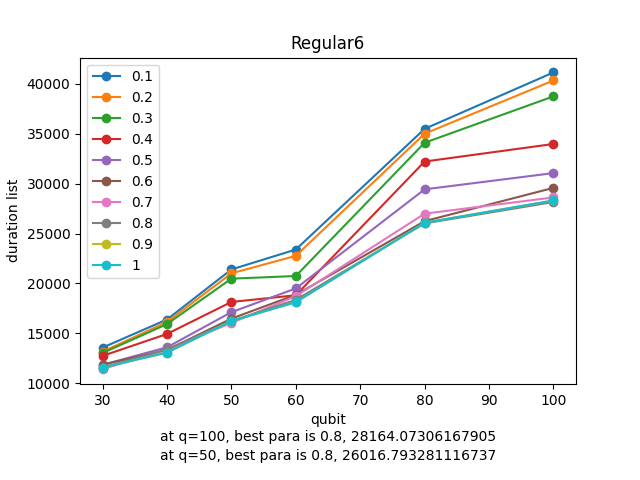 Regular6
40000
35000
30000
25000
20000
15000
10000
duration list
0.1
0.2
0.3
0.4
0.5
0.6
0.7
0.8
0.9
1
30 40 50 60 70 80 90 100
qubit
at q=100, best para is 0.8, 28164.07306167905
at q=50, best para is 0.8, 26016.793281116737